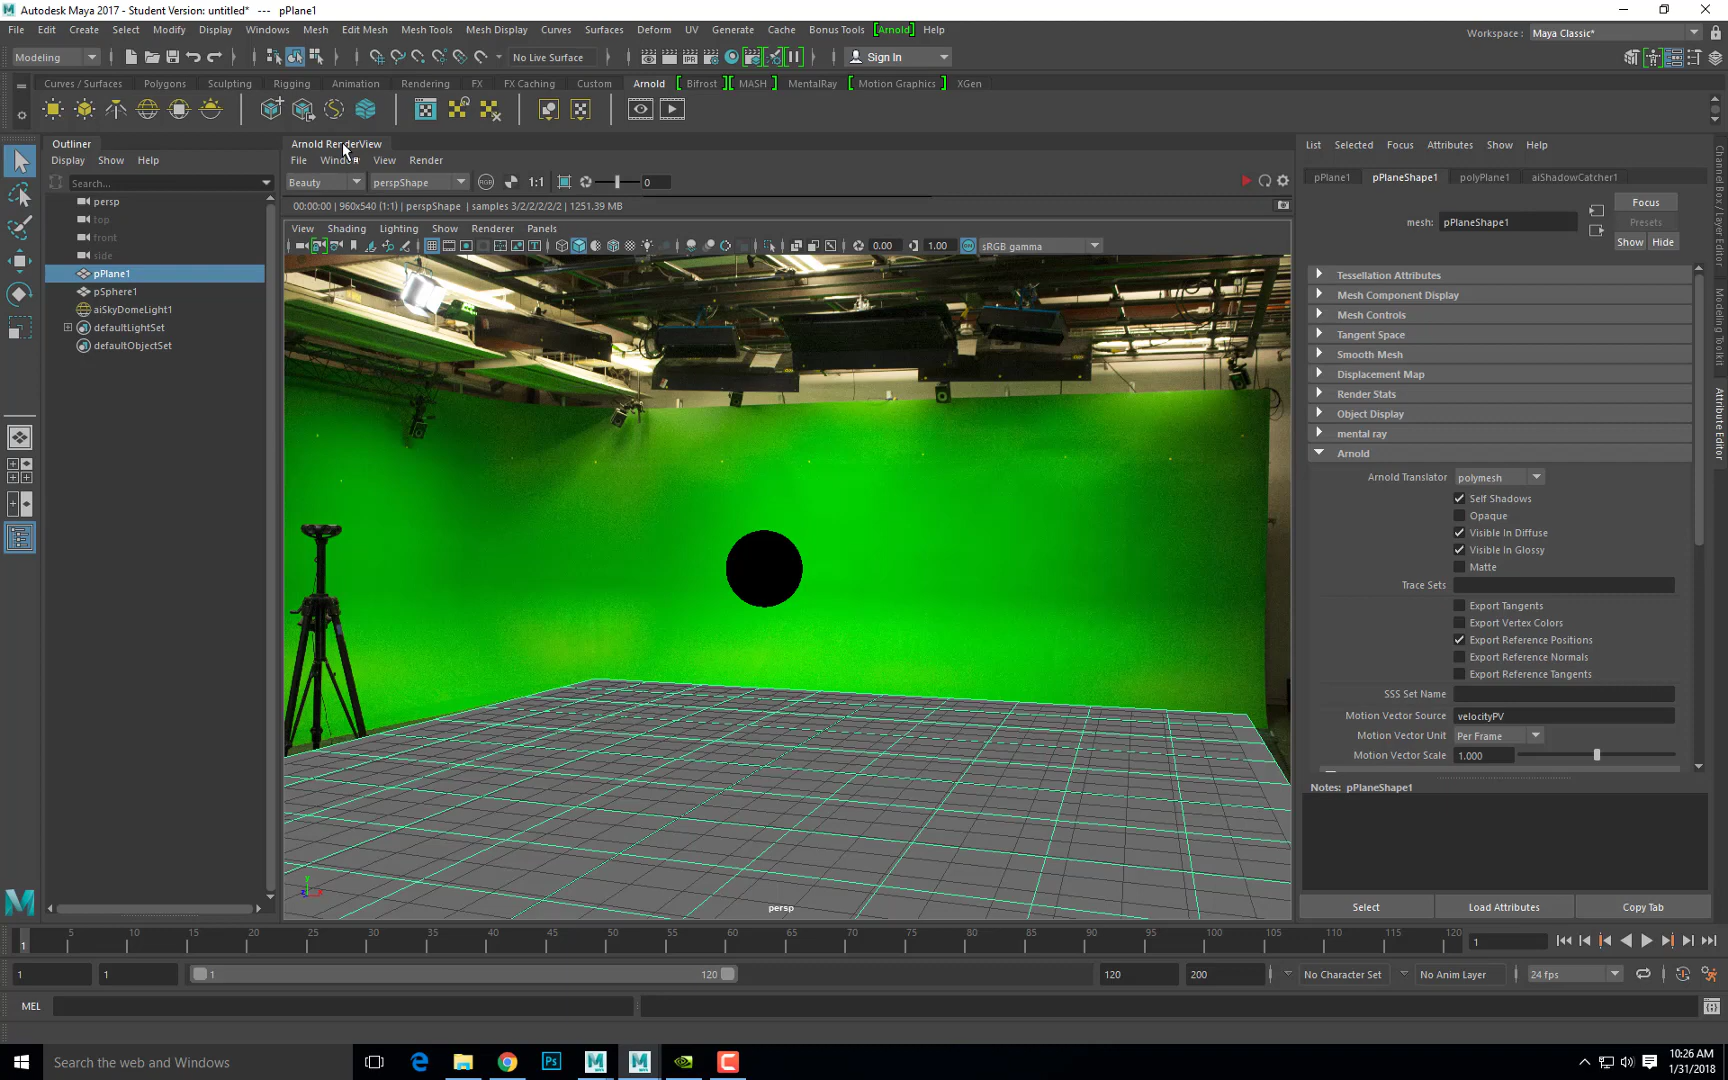 Autodesk Maya 2017 - Student Version: untitled* --- pPlane1
File Edit Create Select Modify Display Windows Mesh Edit Mesh Mesh Tools Mesh Display Curves Surfaces Deform UV Generate Cache Bonus Tools [Arnold] Help
Workspace : Maya Classic*
Modeling No Live Surface Sign In
Curves / Surfaces Polygons Sculpting Rigging Animation Rendering FX FX Caching Custom Arnold [ Bifrost ] [ MASH ] MentalRay [ Motion Graphics ] XGen
Outliner
Display Show Help
Search...
persp
top
front
side
pPlane1
pSphere1
aiSkyDomeLight1
defaultLightSet
defaultObjectSet
Arnold RenderView
File Window View Render
Beauty perspShape 1:1 0
00:00:00 | 960x540 (1:1) | perspShape | samples 3/2/2/2/2/2 | 1251.39 MB
View Shading Lighting Show Renderer Panels
0.00 1.00 sRGB gamma
persp
List Selected Focus Attributes Show Help
pPlane1 pPlaneShape1 polyPlane1 aiShadowCatcher1
Focus
Presets
Show Hide
mesh: pPlaneShape1
Tessellation Attributes
Mesh Component Display
Mesh Controls
Tangent Space
Smooth Mesh
Displacement Map
Render Stats
Object Display
mental ray
Arnold
Arnold Translator polymesh
Self Shadows
Opaque
Visible In Diffuse
Visible In Glossy
Matte
Trace Sets
Export Tangents
Export Vertex Colors
Export Reference Positions
Export Reference Normals
Export Reference Tangents
SSS Set Name
Motion Vector Source velocityPV
Motion Vector Unit Per Frame
Motion Vector Scale 1.000
Notes: pPlaneShape1
Select Load Attributes Copy Tab
Channel Box / Layer Editor
Modeling Toolkit
Attribute Editor
1 5 10 15 20 25 30 35 40 45 50 55 60 65 70 75 80 85 90 95 100 105 110 115 120 1
1 1 1 120 120 200 No Character Set No Anim Layer 24 fps
MEL
Search the web and Windows
10:26 AM
1/31/2018